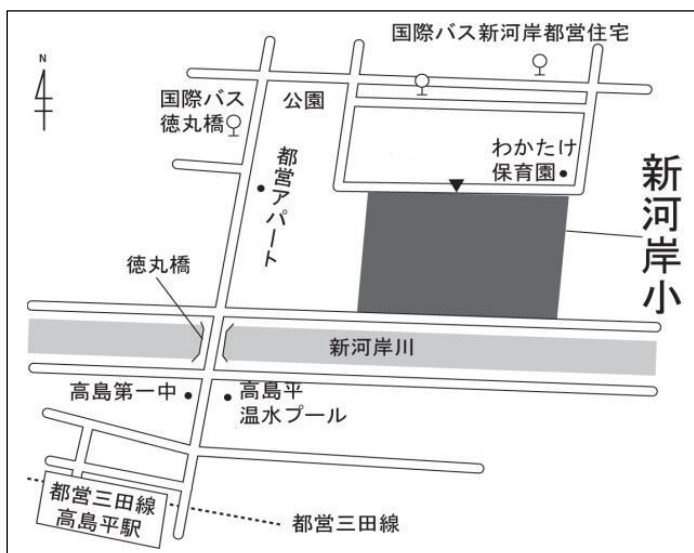 N
国際バス新河岸都営住宅
国際バス
徳丸橋
公園
わかたけ
保育園
都営アパート
新河岸小
徳丸橋
新河岸川
高島第一中
高島平
温水プール
都営三田線
高島平駅
都営三田線